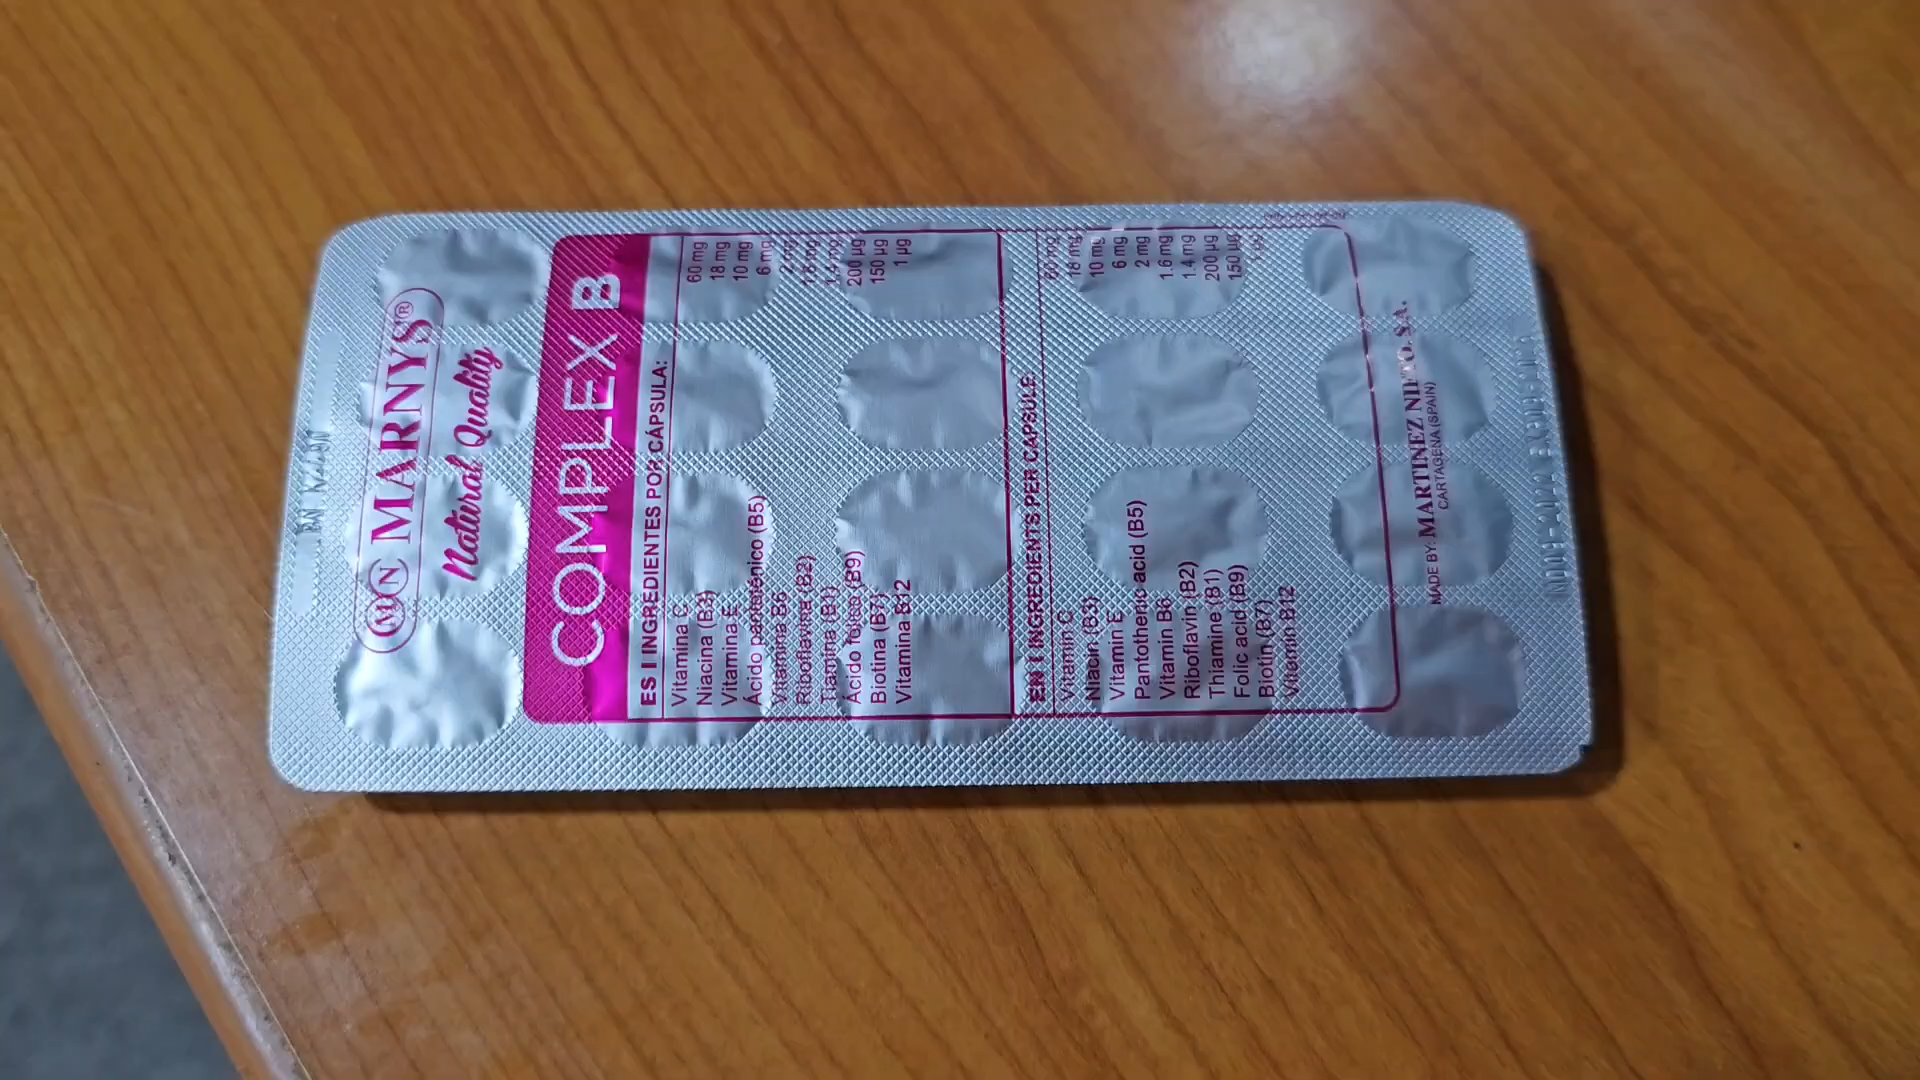 MN MARNYS®
Natural Quality
COMPLEX B
ES I INGREDIENTES POR CÁPSULA:
Vitamina C 60 mg
Niacina (B3) 18 mg
Vitamina E 10 mg
Ácido pantoténico (B5) 6 mg
Vitamina B6 2 mg
Riboflavina (B2) 1.6 mg
Tiamina (B1) 1.4 mg
Ácido fólico (B9) 200 µg
Biotina (B7) 150 µg
Vitamina B12 1 µg
EN I INGREDIENTS PER CAPSULE:
Vitamin C 60 mg
Niacin (B3) 18 mg
Vitamin E 10 mg
Pantothenic acid (B5) 6 mg
Vitamin B6 2 mg
Riboflavin (B2) 1.6 mg
Thiamine (B1) 1.4 mg
Folic acid (B9) 200 µg
Biotin (B7) 150 µg
Vitamin B12 1 µg
MADE BY: MARTINEZ NIETO, S.A.
CARTAGENA (SPAIN)